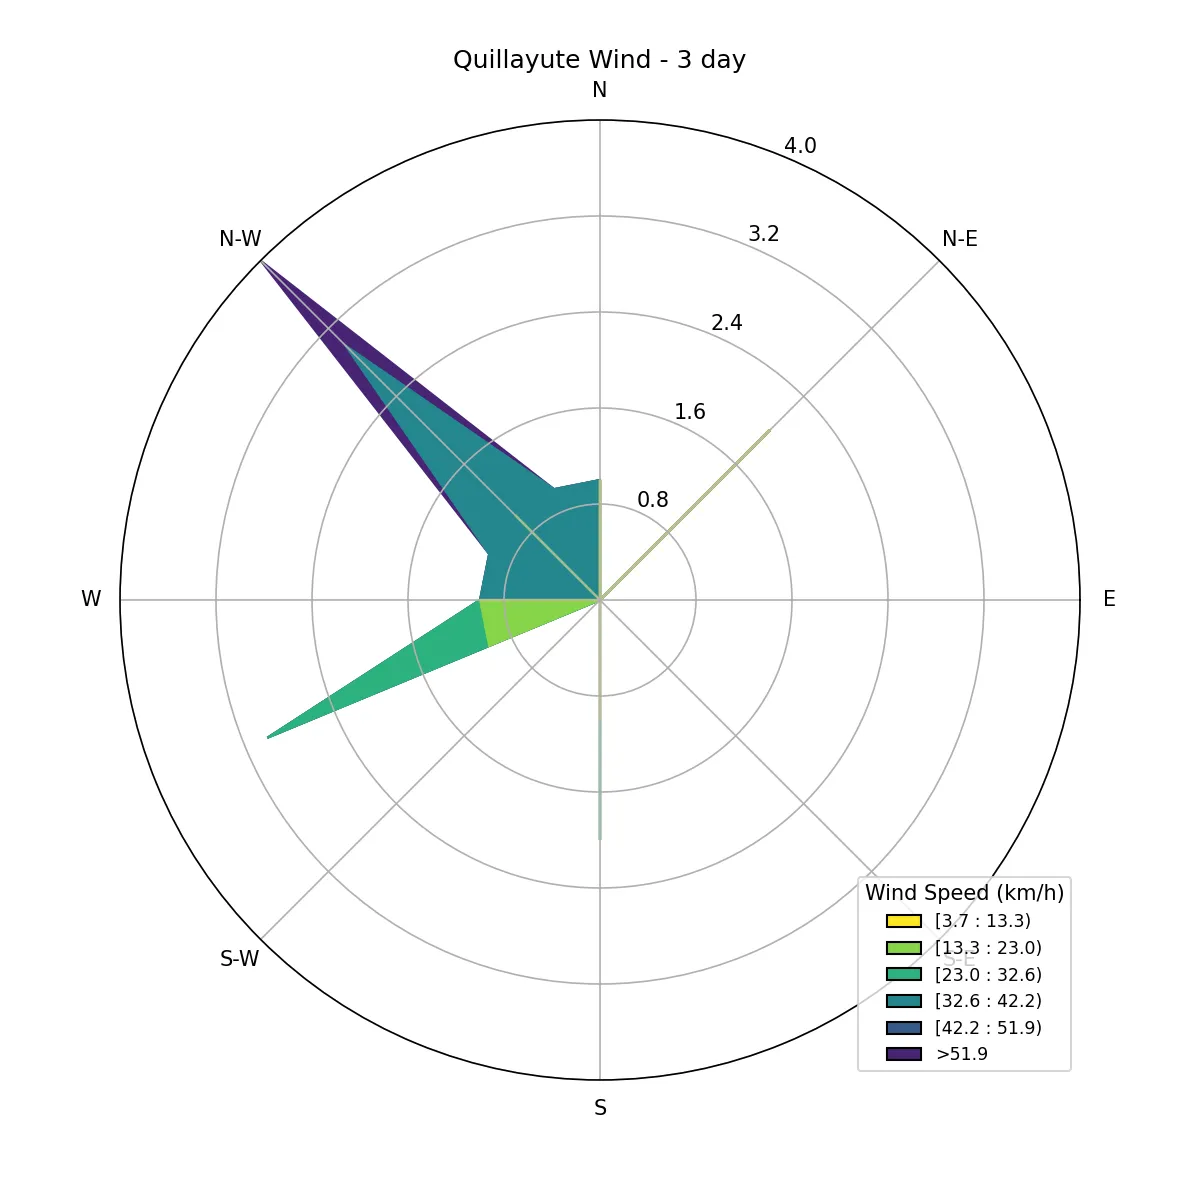 Quillayute Wind - 3 day
N
4.0
N-W
3.2
N-E
2.4
1.6
0.8
W
E
Wind Speed (km/h)
[3.7 : 13.3)
[13.3 : 23.0)
S-W
S-E
[23.0 : 32.6)
[32.6 : 42.2)
[42.2 : 51.9)
>51.9
S